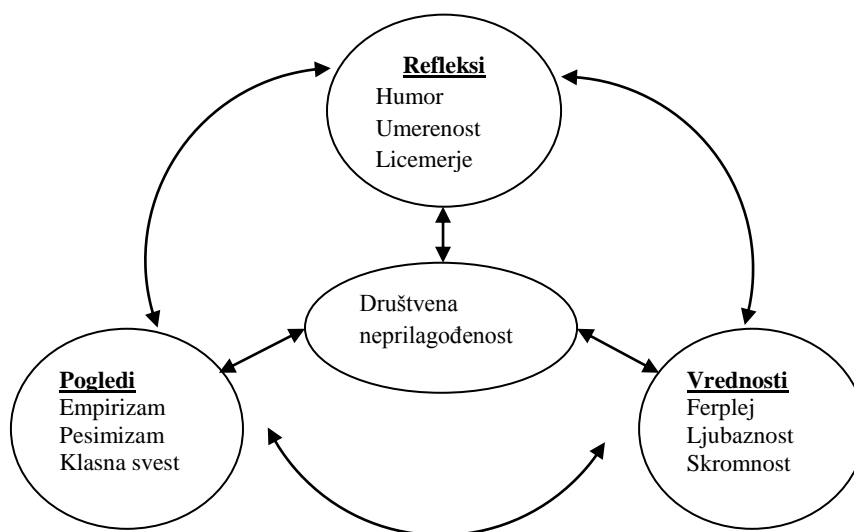 Refleksi
Humor
Umerenost
Licemerje
Društvena
neprilagođenost
Pogledi
Empirizam
Pesimizam
Klasna svest
Vrednosti
Ferplej
Ljubaznost
Skromnost